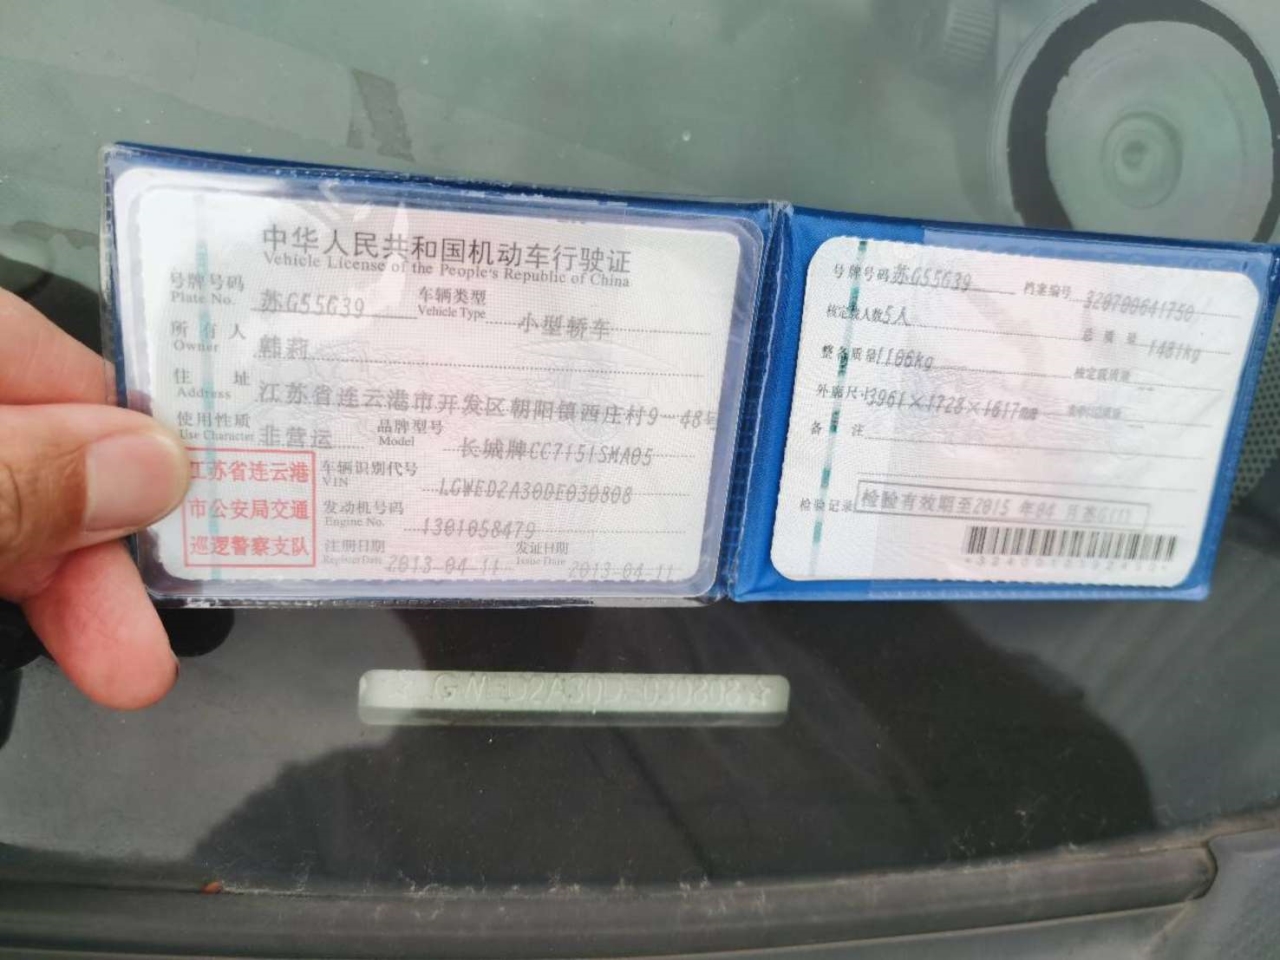 中华人民共和国机动车行驶证
Vehicle License of the People's Republic of China
号牌号码 苏G55G39 车辆类型 小型轿车
Plate No. Vehicle Type
所有人 韩莉
Owner
住址 江苏省连云港市开发区朝阳镇西庄村9-48号
Address
使用性质 非营运 品牌型号 长城牌CC7151SMA05
Use Character Model
江苏省连云港
市公安局交通
巡逻警察支队
车辆识别代号 LGWED2A30DE030808
VIN
发动机号码 1301058479
Engine No.
注册日期 2013-04-11 发证日期 2013-04-11
Register Date Issue Date
号牌号码 苏G55G39 档案编号 320700641750
核定载人数 5人 总质量 1481kg
整备质量 1106kg 核定载质量 --
外廓尺寸 3961×1728×1617mm --
备注
检验记录 检验有效期至2015年04月苏G(1)